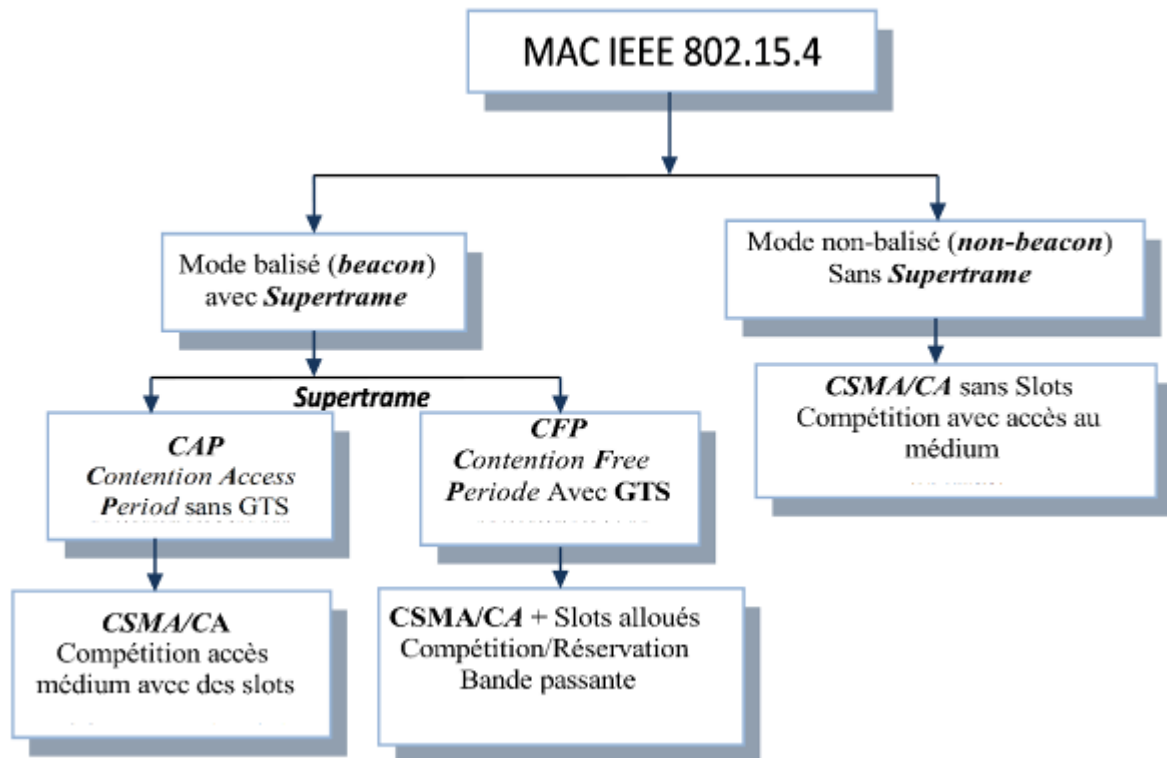 MAC IEEE 802.15.4
Mode balisé (beacon)
avec Supertrame
Mode non-balisé (non-beacon)
Sans Supertrame
Supertrame
CAP
Contention Access
Period sans GTS
CFP
Contention Free
Periode Avec GTS
CSMA/CA sans Slots
Compétition avec accès au
médium
CSMA/CA
Compétition accès
médium avec des slots
CSMA/CA + Slots alloués
Compétition/Réservation
Bande passante